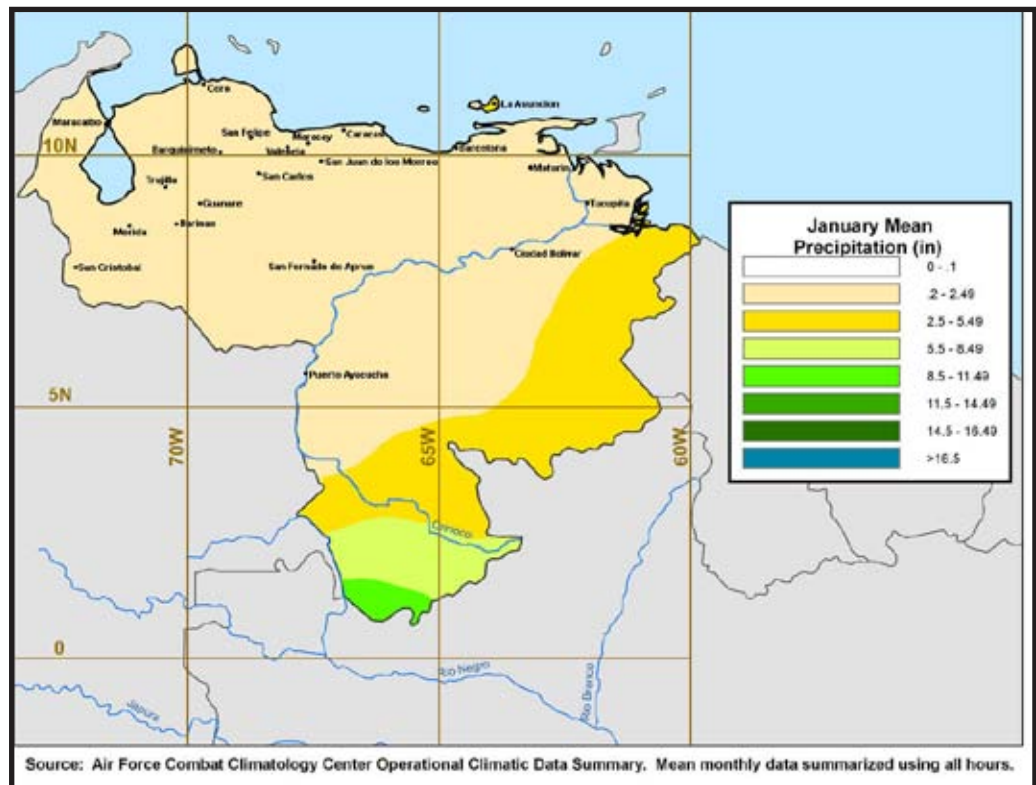 Coro
La Asuncion
Maracaibo
San Felipe
Maracay
Caracas
10N
Barquisimeto
Valencia
Barcelona
San Juan de los Morros
Maturin
Trujillo
San Carlos
Guanare
Tucupita
Barinas
Merida
Ciudad Bolivar
San Cristobal
San Fernado de Apure
January Mean
Precipitation (in)
0 - .1
.2 - 2.49
2.5 - 5.49
5.5 - 8.49
8.5 - 11.49
11.5 - 14.49
14.5 - 16.49
>16.5
Puerto Ayacucho
5N
70W
65W
60W
Orinoco
0
Rio Negro
Rio Branco
Japura
Source: Air Force Combat Climatology Center Operational Climatic Data Summary. Mean monthly data summarized using all hours.